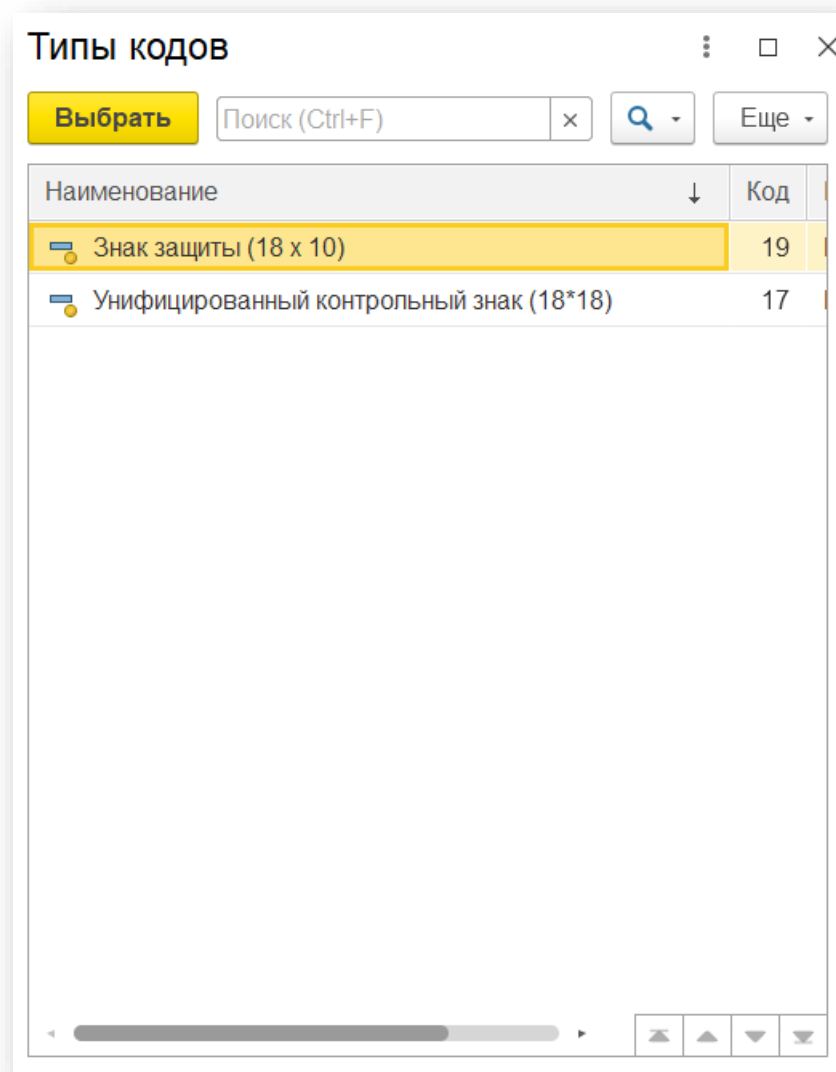 Типы кодов
Выбрать Поиск (Ctrl+F) Еще
Наименование Код
Знак защиты (18 х 10) 19
Унифицированный контрольный знак (18*18) 17